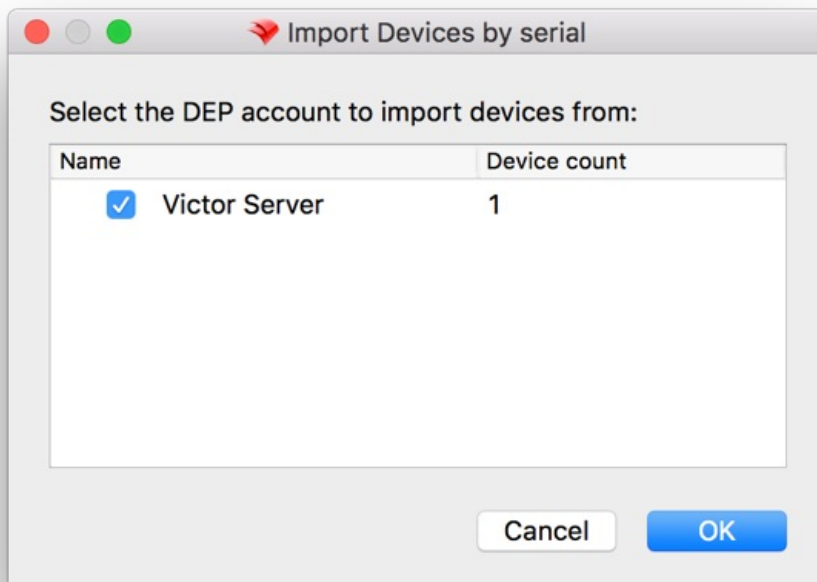 Import Devices by serial
Select the DEP account to import devices from:
Name Device count
Victor Server 1
Cancel OK